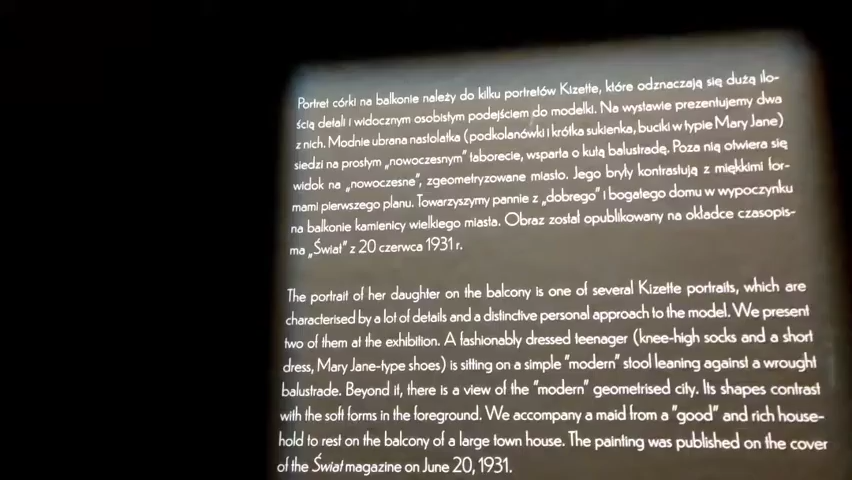 Portret córki na balkonie należy do kilku portretów Kizette, które odznaczają się dużą ilo-
ścią detali i widocznym osobistym podejściem do modelki. Na wystawie prezentujemy dwa
z nich. Modnie ubrana nastolatka (podkolanówki i krótka sukienka, buciki w typie Mary Jane)
siedzi na prostym „nowoczesnym” taborecie, wsparta o kutą balustradę. Poza nią otwiera się
widok na „nowoczesne”, zgeometryzowane miasto. Jego bryły kontrastują z miękkimi for-
mami pierwszego planu. Towarzyszymy pannie z „dobrego” i bogatego domu w wypoczynku
na balkonie kamienicy wielkiego miasta. Obraz został opublikowany na okładce czasopis-
ma „Świat” z 20 czerwca 1931 r.
The portrait of her daughter on the balcony is one of several Kizette portraits, which are
characterised by a lot of details and a distinctive personal approach to the model. We present
two of them at the exhibition. A fashionably dressed teenager (knee-high socks and a short
dress, Mary Jane-type shoes) is sitting on a simple "modern" stool leaning against a wrought
balustrade. Beyond it, there is a view of the "modern" geometrised city. Its shapes contrast
with the soft forms in the foreground. We accompany a maid from a "good" and rich house-
hold to rest on the balcony of a large town house. The painting was published on the cover
of the Świat magazine on June 20, 1931.